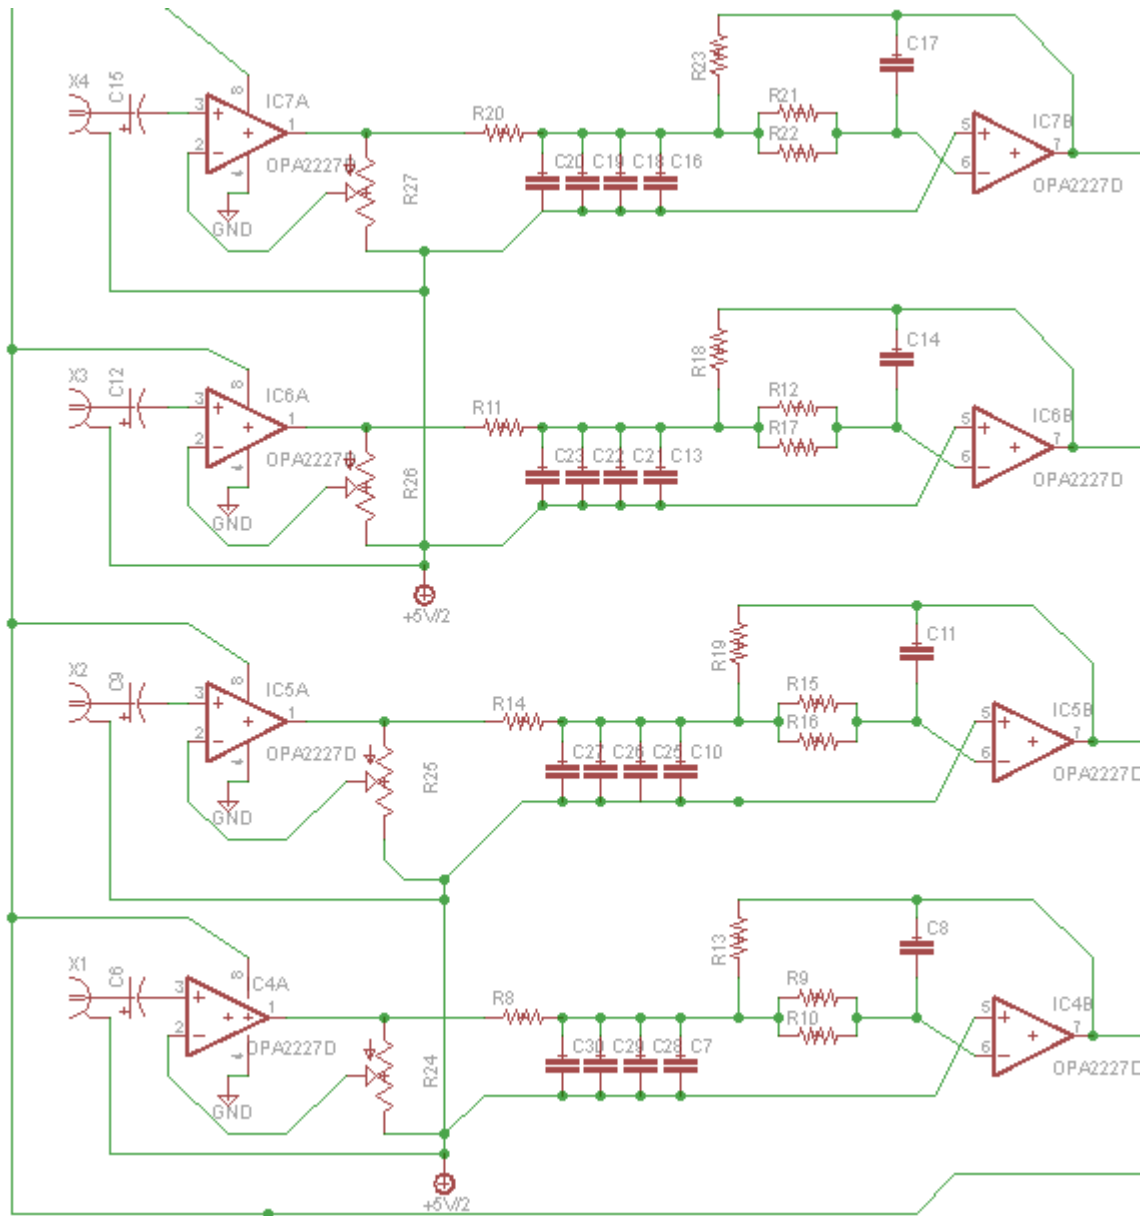 C17
R23
X4
C15
8
IC7A
3
1
2
4
OPA2227D
GND
R27
R20
C20
C19
C18
C16
R21
R22
5
6
7
IC7B
OPA2227D
C14
R18
X3
C12
8
IC6A
3
1
2
4
OPA2227D
GND
R26
R11
C23
C22
C21
C13
R12
R17
5
6
7
IC6B
OPA2227D
+5V/2
C11
R19
X2
C9
8
IC5A
3
1
2
4
OPA2227D
GND
R25
R14
C27
C26
C25
C10
R15
R16
5
6
7
IC5B
OPA2227D
C8
R13
X1
C6
8
C4A
3
1
2
4
OPA2227D
GND
R24
R8
C30
C29
C28
C7
R9
R10
5
6
7
IC4B
OPA2227D
+5V/2